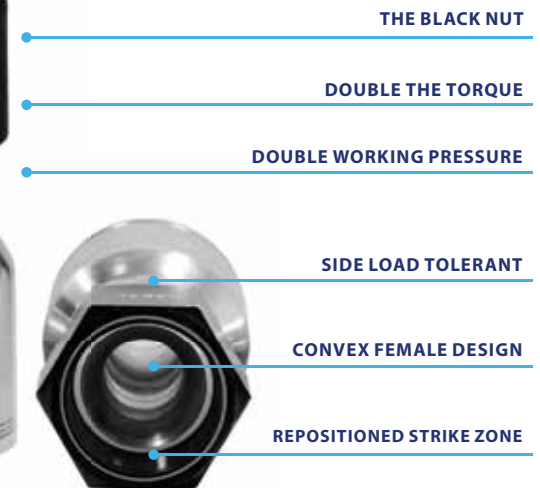 THE BLACK NUT
DOUBLE THE TORQUE
DOUBLE WORKING PRESSURE
SIDE LOAD TOLERANT
CONVEX FEMALE DESIGN
REPOSITIONED STRIKE ZONE